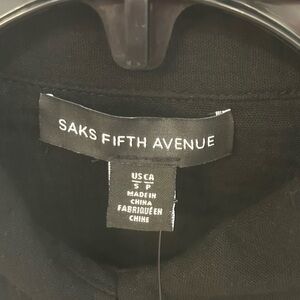 SAKS FIFTH AVENUE
US CA
S P
MADE IN
CHINA
FABRIQUÉ EN
CHINE